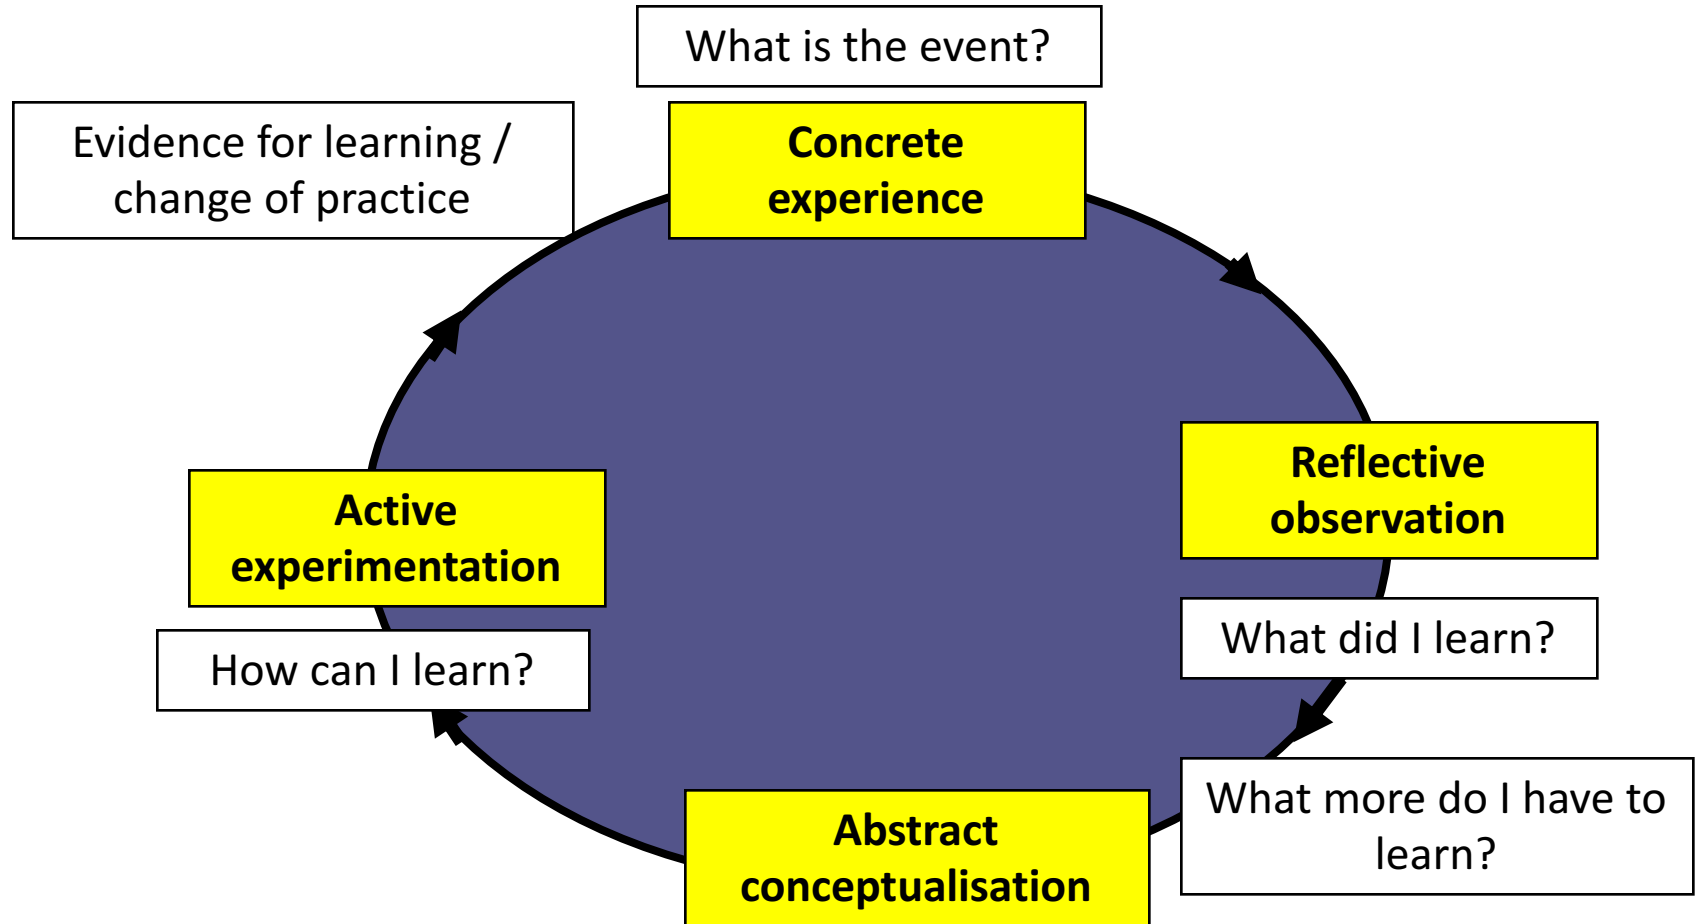 What is the event?
Concrete
experience
Evidence for learning /
change of practice
Reflective
observation
What did I learn?
What more do I have to
learn?
Abstract
conceptualisation
Active
experimentation
How can I learn?